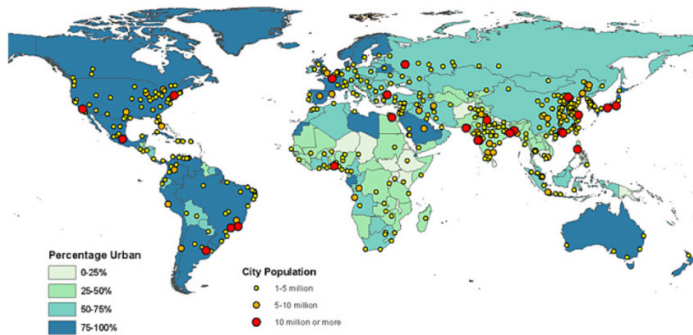 Percentage Urban
0-25%
25-50%
50-75%
75-100%
City Population
1-5 million
5-10 million
10 million or more